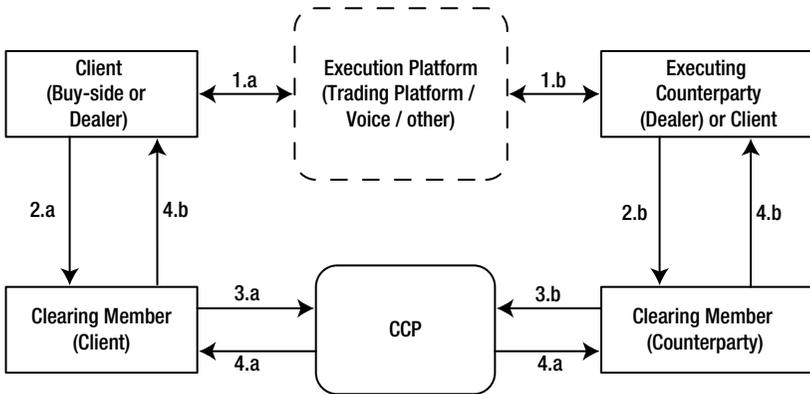 Client
(Buy-side or
Dealer)
1.a
Execution Platform
(Trading Platform /
Voice / other)
1.b
Executing
Counterparty
(Dealer) or Client
2.a
4.b
2.b
4.b
Clearing Member
(Client)
3.a
4.a
CCP
3.b
4.a
Clearing Member
(Counterparty)